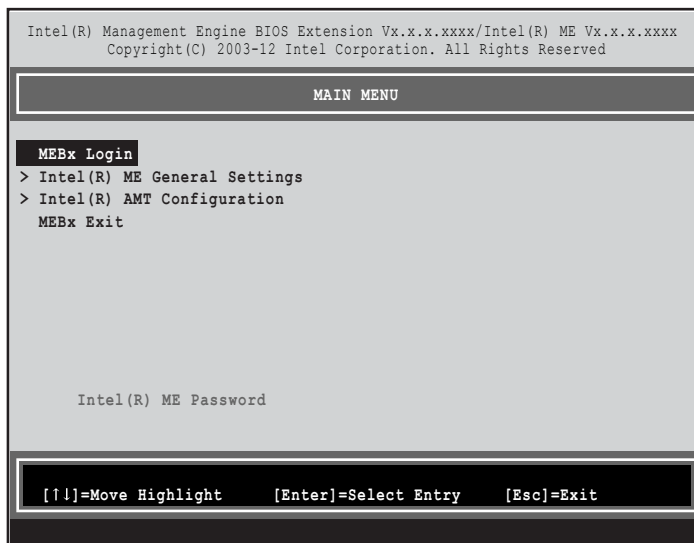 Intel(R) Management Engine BIOS Extension Vx.x.x.xxxx/Intel(R) ME Vx.x.x.xxxx
Copyright(C) 2003-12 Intel Corporation. All Rights Reserved
MAIN MENU
MEBx Login
> Intel(R) ME General Settings
> Intel(R) AMT Configuration
MEBx Exit
Intel(R) ME Password
[↑↓]=Move Highlight [Enter]=Select Entry [Esc]=Exit